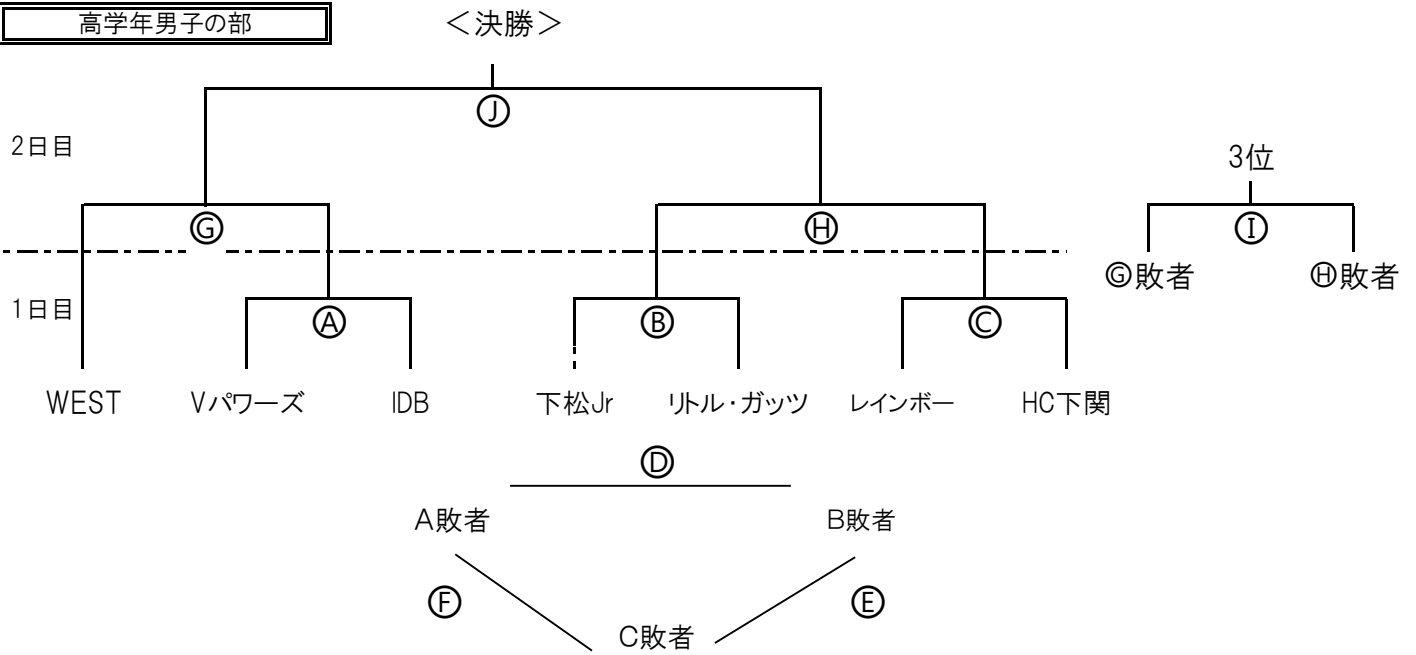 高学年男子の部
＜決勝＞
Ⓙ
2日目
3位
Ⓖ
Ⓗ
Ⓘ
Ⓖ敗者
Ⓗ敗者
1日目
Ⓐ
Ⓑ
Ⓒ
WEST
Vパワーズ
IDB
下松Jr
リトル・ガッツ
レインボー
HC下関
Ⓓ
A敗者
B敗者
Ⓕ
Ⓔ
C敗者